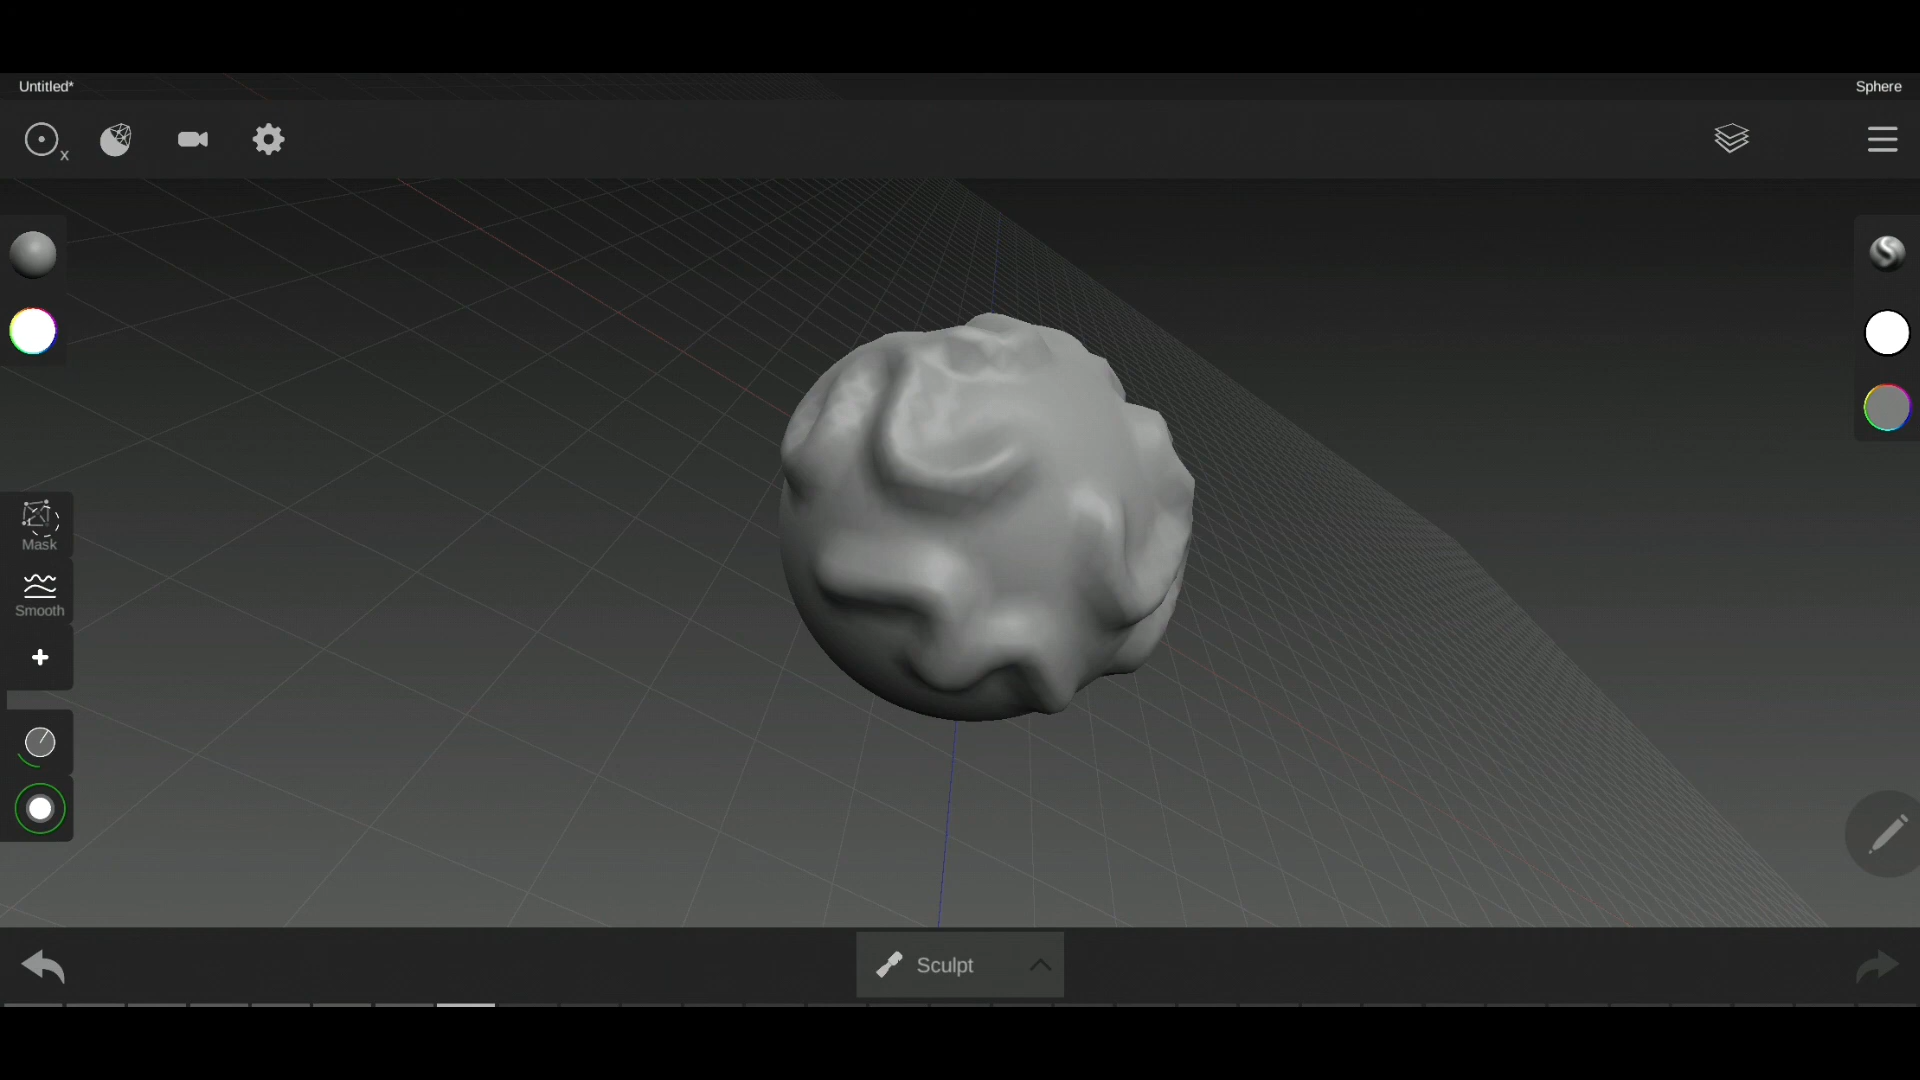 Untitled*
Sphere
x
Mask
Smooth
Sculpt